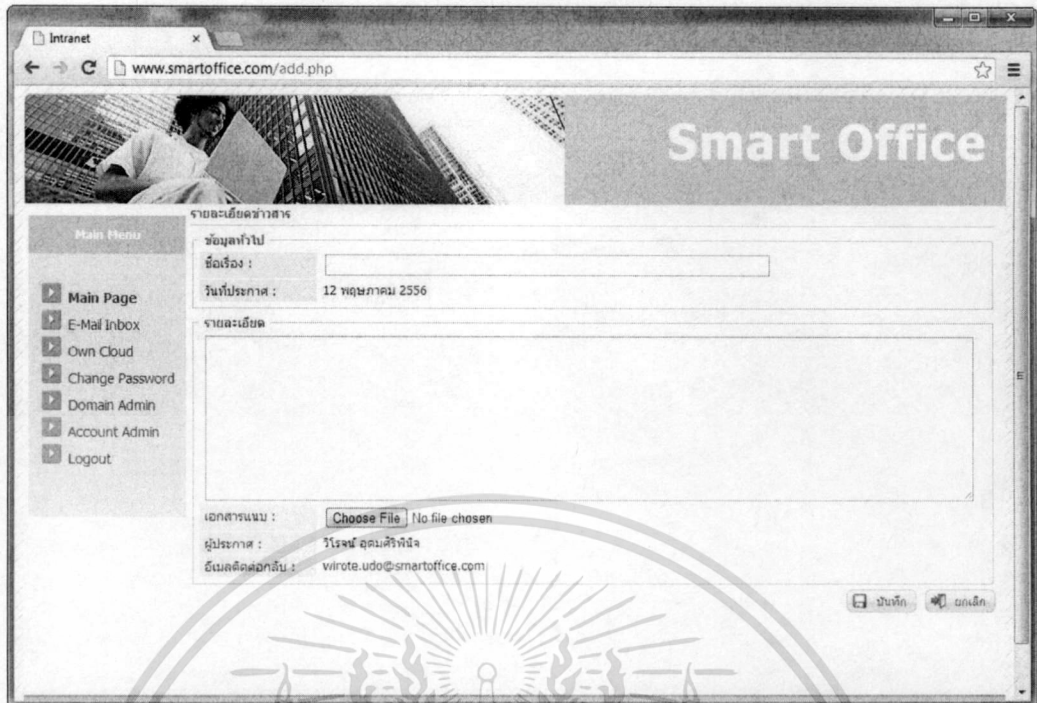 Intranet
www.smartoffice.com/add.php
Smart Office
รายละเอียดข่าวสาร
Main Menu
Main Page
E-Mail Inbox
Own Cloud
Change Password
Domain Admin
Account Admin
Logout
ข้อมูลทั่วไป
ชื่อเรื่อง :
วันที่ประกาศ : 12 พฤษภาคม 2556
รายละเอียด
เอกสารแนบ : Choose File No file chosen
ผู้ประกาศ : วิโรจน์ อุดมศิริพินิจ
อีเมลติดต่อกลับ : wirote.udo@smartoffice.com
บันทึก ยกเลิก